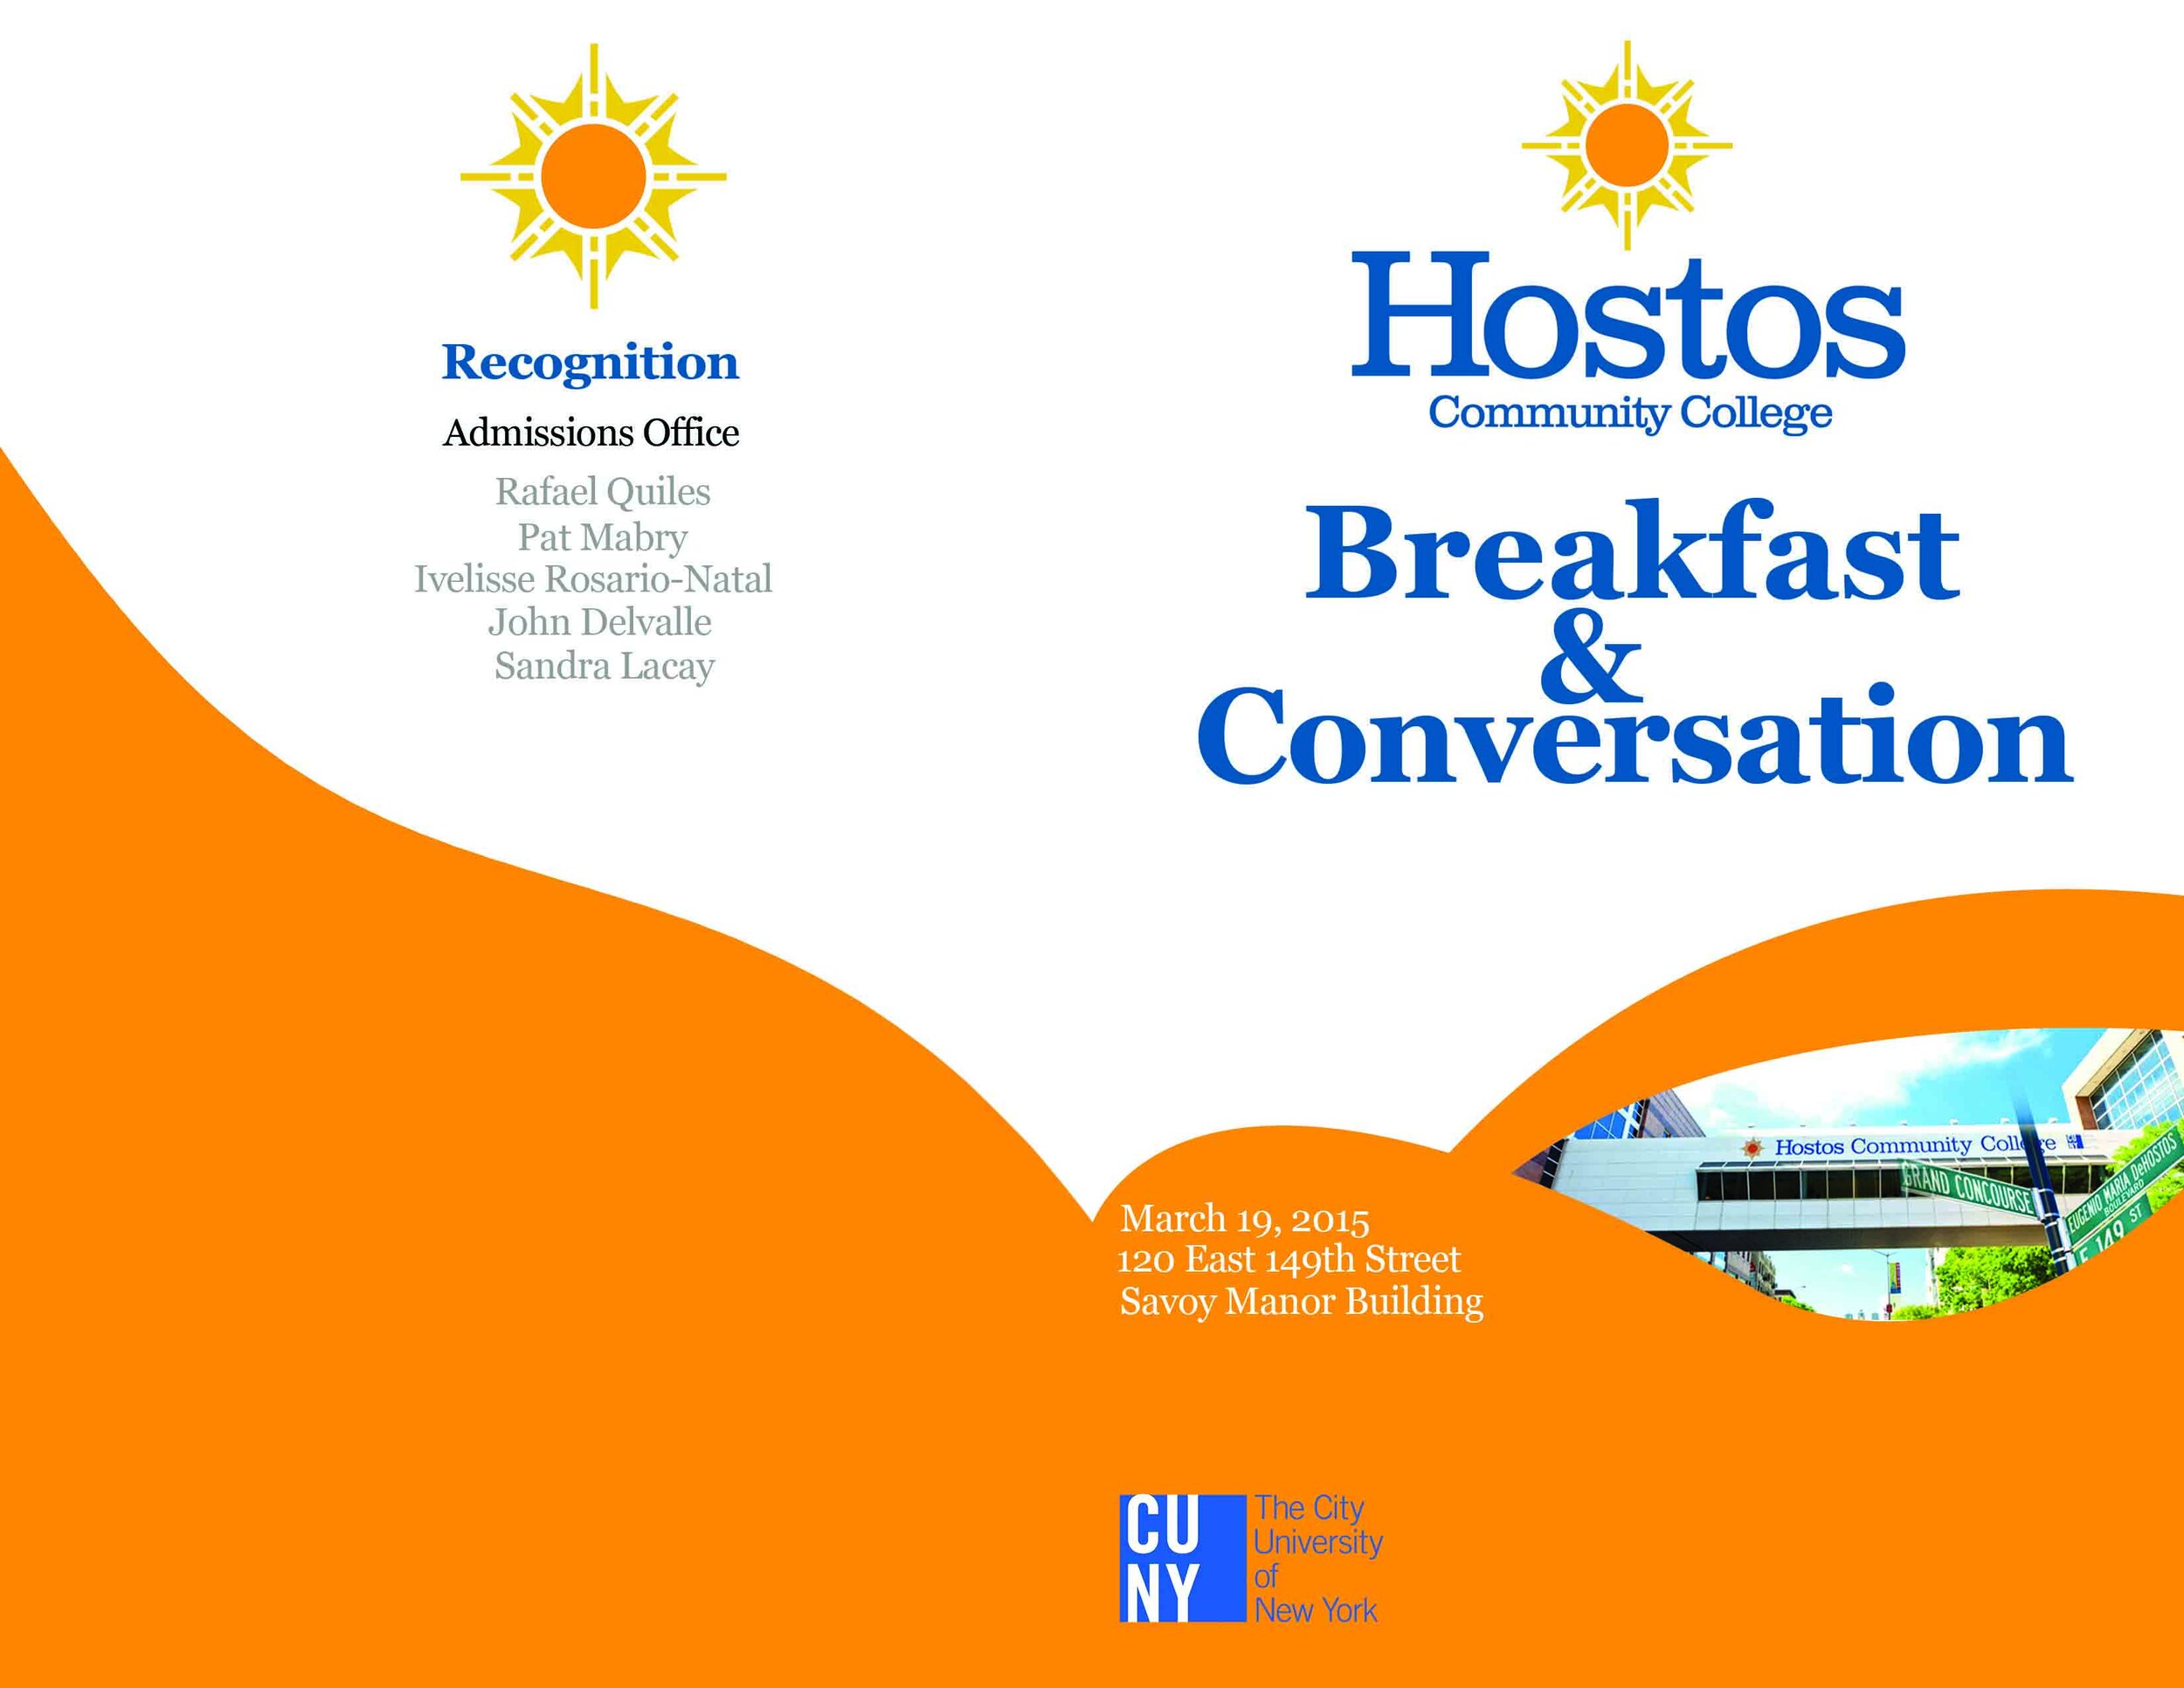 Recognition
Admissions Office
Rafael Quiles
Pat Mabry
Ivelisse Rosario-Natal
John Delvalle
Sandra Lacay
Hostos
Community College
Breakfast
&
Conversation
Hostos Community College CUNY
GRAND CONCOURSE
EUGENIO MARIA DeHOSTOS
BOULEVARD
E 149 ST
March 19, 2015
120 East 149th Street
Savoy Manor Building
CU
NY
The City
University
of
New York